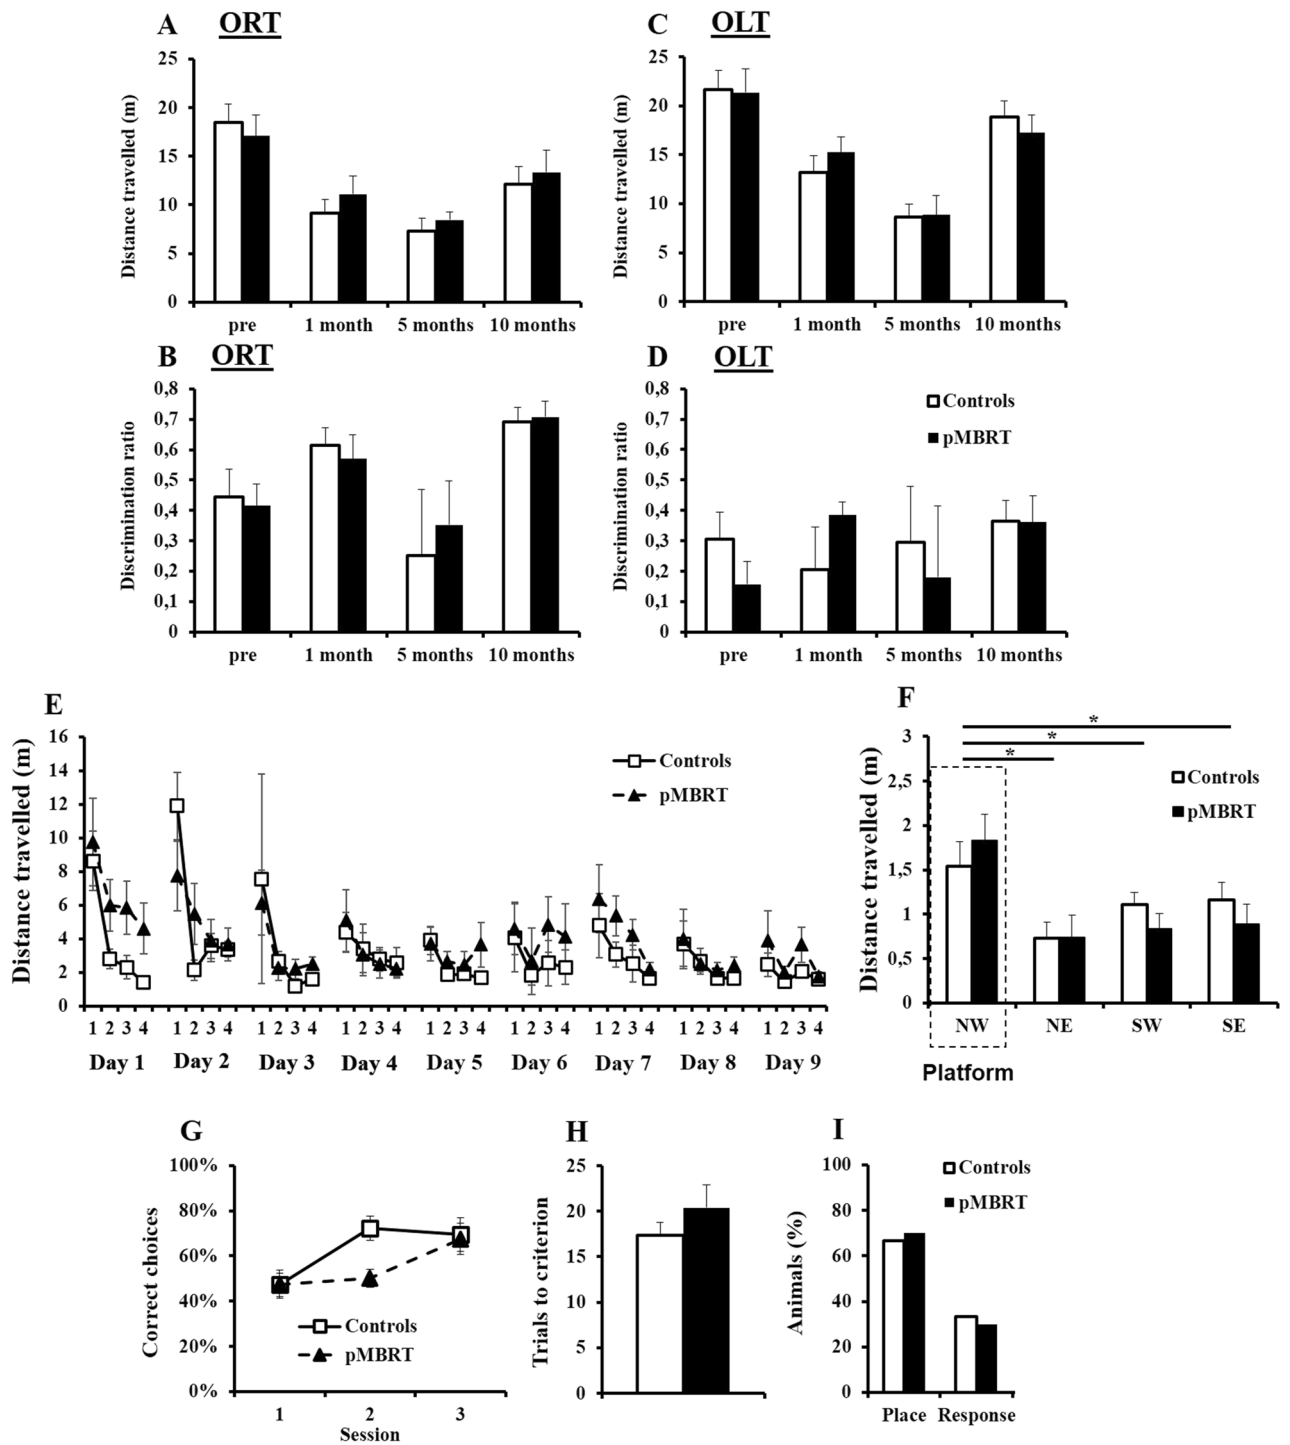 A ORT
25
20
15
10
5
0
Distance travelled (m)
pre 1 month 5 months 10 months
C OLT
25
20
15
10
5
0
Distance travelled (m)
pre 1 month 5 months 10 months
B ORT
0,8
0,7
0,6
0,5
0,4
0,3
0,2
0,1
0
Discrimination ratio
pre 1 month 5 months 10 months
D OLT
0,8
0,7
0,6
0,5
0,4
0,3
0,2
0,1
0
Discrimination ratio
Controls
pMBRT
pre 1 month 5 months 10 months
E
16
14
12
10
8
6
4
2
0
Distance travelled (m)
Controls
pMBRT
1 2 3 4 1 2 3 4 1 2 3 4 1 2 3 4 1 2 3 4 1 2 3 4 1 2 3 4 1 2 3 4 1 2 3 4
Day 1 Day 2 Day 3 Day 4 Day 5 Day 6 Day 7 Day 8 Day 9
F
3
2,5
2
1,5
1
0,5
0
Distance travelled (m)
*
*
*
Controls
pMBRT
NW NE SW SE
Platform
G
100%
80%
60%
40%
20%
0%
Correct choices
Controls
pMBRT
1 2 3
Session
H
25
20
15
10
5
0
Trials to criterion
I
100
80
60
40
20
0
Animals (%)
Controls
pMBRT
Place Response